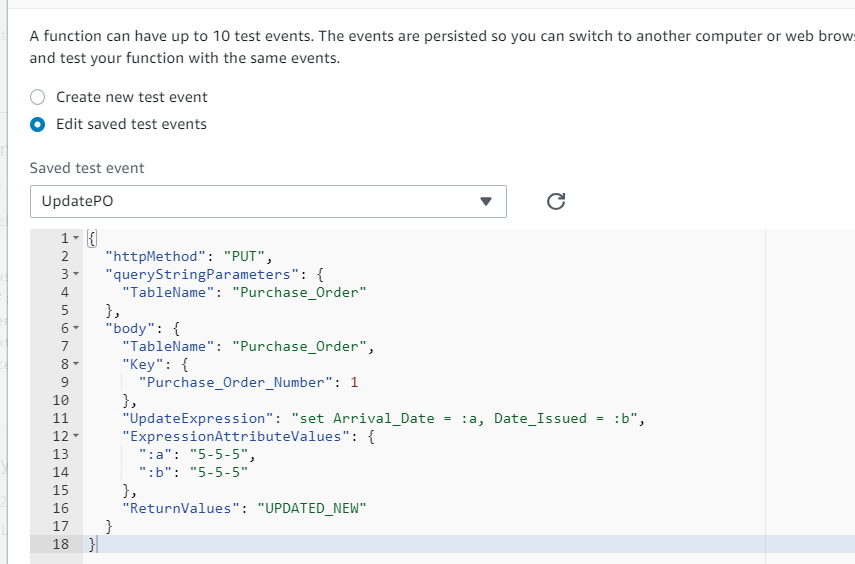 A function can have up to 10 test events. The events are persisted so you can switch to another computer or web brow
and test your function with the same events.
Create new test event
Edit saved test events
Saved test event
UpdatePO
1 {
2 "httpMethod": "PUT",
3 "queryStringParameters": {
4 "TableName": "Purchase_Order"
5 },
6 "body": {
7 "TableName": "Purchase_Order",
8 "Key": {
9 "Purchase_Order_Number": 1
10 },
11 "UpdateExpression": "set Arrival_Date = :a, Date_Issued = :b",
12 "ExpressionAttributeValues": {
13 ":a": "5-5-5",
14 ":b": "5-5-5"
15 },
16 "ReturnValues": "UPDATED_NEW"
17 }
18 }